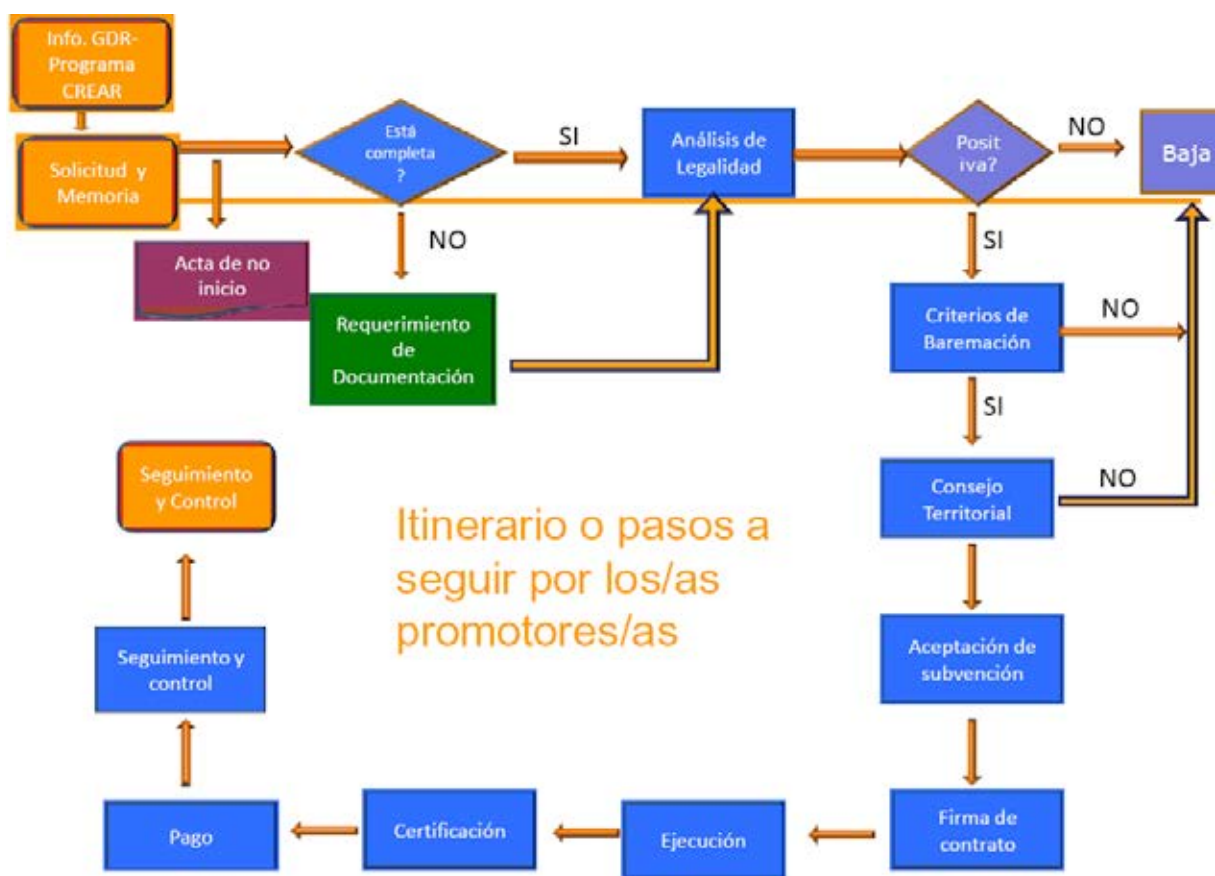 Info. GDR-
Programa
CREAR
Solicitud y
Memoria
Está
completa
?
SI
Análisis de
Legalidad
Posit
iva?
NO
Baja
Acta de no
inicio
NO
Requerimiento
de
Documentación
SI
Criterios de
Baremación
NO
SI
Consejo
Territorial
NO
Seguimiento
y Control
Itinerario o pasos a
seguir por los/as
promotores/as
Seguimiento y
control
Aceptación de
subvención
Pago
Certificación
Ejecución
Firma de
contrato